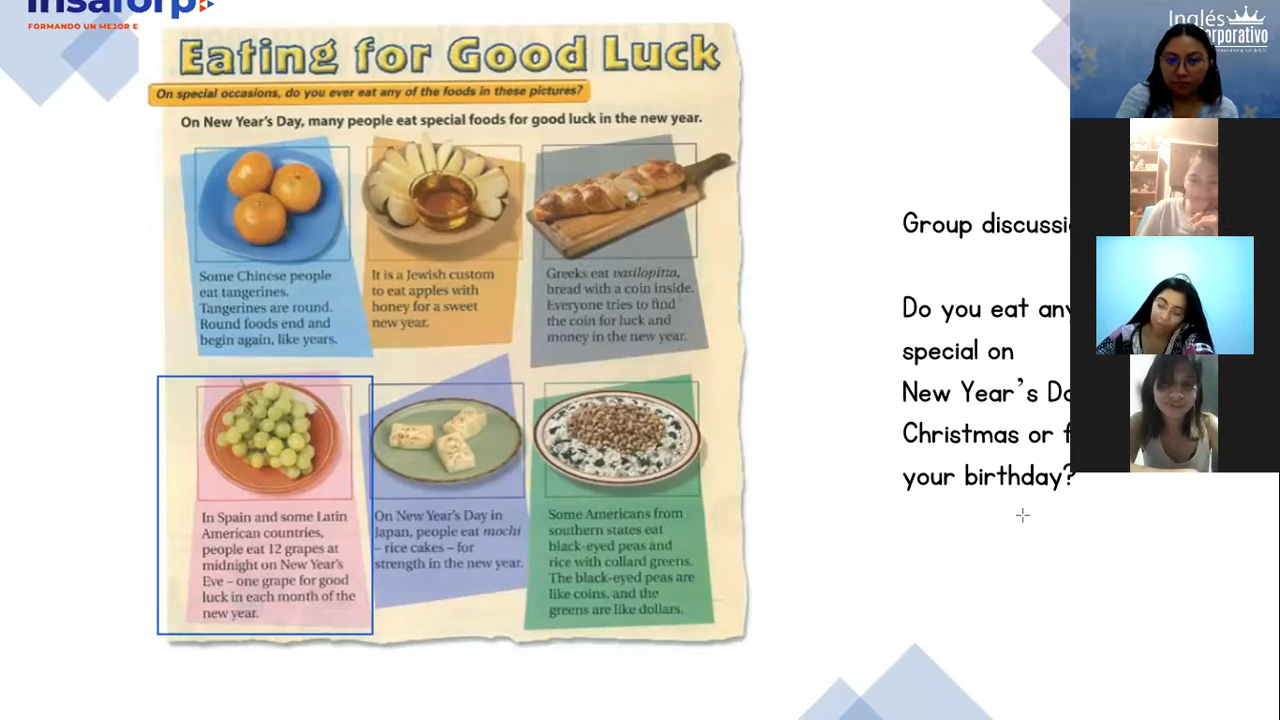 Insaforp
FORMANDO UN MEJOR E
Eating for Good Luck
On special occasions, do you ever eat any of the foods in these pictures?
On New Year's Day, many people eat special foods for good luck in the new year.
Some Chinese people
eat tangerines.
Tangerines are round.
Round foods end and
begin again, like years.
It is a Jewish custom
to eat apples with
honey for a sweet
new year.
Greeks eat vasilopitta,
bread with a coin inside.
Everyone tries to find
the coin for luck and
money in the new year.
In Spain and some Latin
American countries,
people eat 12 grapes at
midnight on New Year's
Eve – one grape for good
luck in each month of the
new year.
On New Year's Day in
Japan, people eat mochi
– rice cakes – for
strength in the new year.
Some Americans from
southern states eat
black-eyed peas and
rice with collard greens.
The black-eyed peas are
like coins, and the
greens are like dollars.
Group discussi
Do you eat any
special on
New Year's Da
Christmas or f
your birthday?
Inglés
orporativo